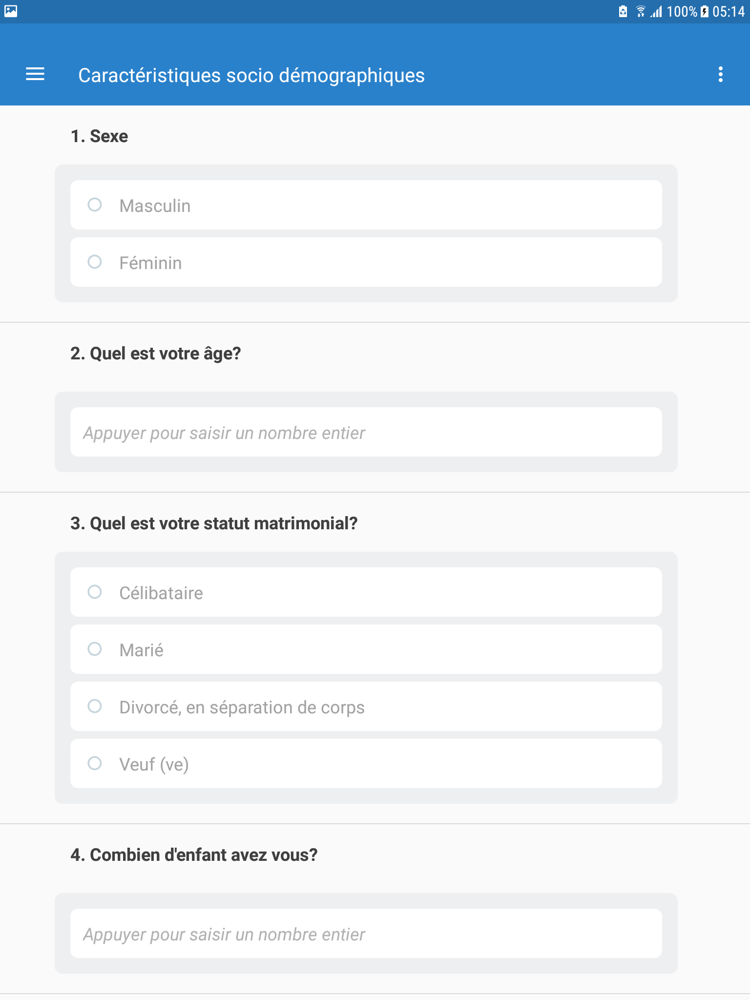 100% 05:14
Caractéristiques socio démographiques
1. Sexe
Masculin
Féminin
2. Quel est votre âge?
Appuyer pour saisir un nombre entier
3. Quel est votre statut matrimonial?
Célibataire
Marié
Divorcé, en séparation de corps
Veuf (ve)
4. Combien d'enfant avez vous?
Appuyer pour saisir un nombre entier